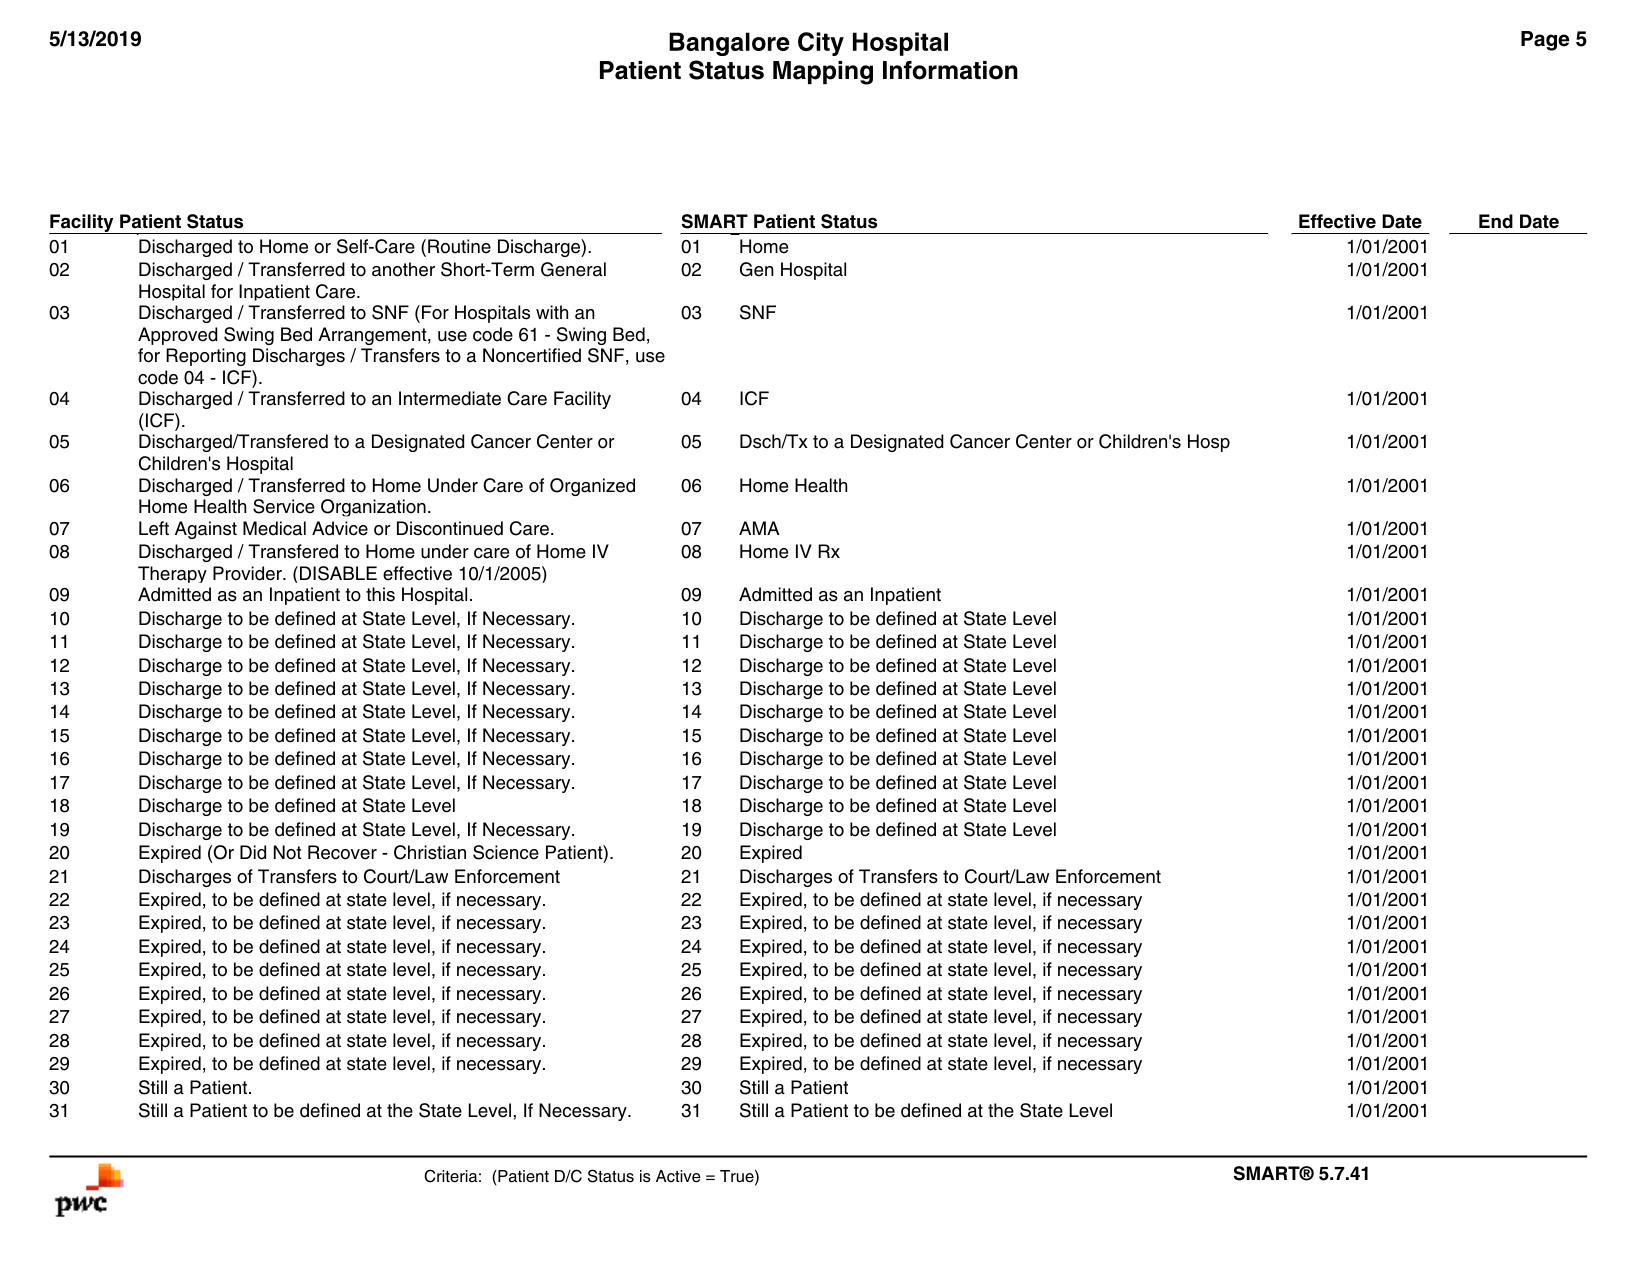 5/13/2019 Bangalore City Hospital Page 5
Patient Status Mapping Information
Facility Patient Status SMART Patient Status Effective Date End Date
01 Discharged to Home or Self-Care (Routine Discharge). 01 Home 1/01/2001
02 Discharged / Transferred to another Short-Term General 02 Gen Hospital 1/01/2001
Hospital for Inpatient Care.
03 Discharged / Transferred to SNF (For Hospitals with an 03 SNF 1/01/2001
Approved Swing Bed Arrangement, use code 61 - Swing Bed,
for Reporting Discharges / Transfers to a Noncertified SNF, use
code 04 - ICF).
04 Discharged / Transferred to an Intermediate Care Facility 04 ICF 1/01/2001
(ICF).
05 Discharged/Transfered to a Designated Cancer Center or 05 Dsch/Tx to a Designated Cancer Center or Children's Hosp 1/01/2001
Children's Hospital
06 Discharged / Transferred to Home Under Care of Organized 06 Home Health 1/01/2001
Home Health Service Organization.
07 Left Against Medical Advice or Discontinued Care. 07 AMA 1/01/2001
08 Discharged / Transfered to Home under care of Home IV 08 Home IV Rx 1/01/2001
Therapy Provider. (DISABLE effective 10/1/2005)
09 Admitted as an Inpatient to this Hospital. 09 Admitted as an Inpatient 1/01/2001
10 Discharge to be defined at State Level, If Necessary. 10 Discharge to be defined at State Level 1/01/2001
11 Discharge to be defined at State Level, If Necessary. 11 Discharge to be defined at State Level 1/01/2001
12 Discharge to be defined at State Level, If Necessary. 12 Discharge to be defined at State Level 1/01/2001
13 Discharge to be defined at State Level, If Necessary. 13 Discharge to be defined at State Level 1/01/2001
14 Discharge to be defined at State Level, If Necessary. 14 Discharge to be defined at State Level 1/01/2001
15 Discharge to be defined at State Level, If Necessary. 15 Discharge to be defined at State Level 1/01/2001
16 Discharge to be defined at State Level, If Necessary. 16 Discharge to be defined at State Level 1/01/2001
17 Discharge to be defined at State Level, If Necessary. 17 Discharge to be defined at State Level 1/01/2001
18 Discharge to be defined at State Level 18 Discharge to be defined at State Level 1/01/2001
19 Discharge to be defined at State Level, If Necessary. 19 Discharge to be defined at State Level 1/01/2001
20 Expired (Or Did Not Recover - Christian Science Patient). 20 Expired 1/01/2001
21 Discharges of Transfers to Court/Law Enforcement 21 Discharges of Transfers to Court/Law Enforcement 1/01/2001
22 Expired, to be defined at state level, if necessary. 22 Expired, to be defined at state level, if necessary 1/01/2001
23 Expired, to be defined at state level, if necessary. 23 Expired, to be defined at state level, if necessary 1/01/2001
24 Expired, to be defined at state level, if necessary. 24 Expired, to be defined at state level, if necessary 1/01/2001
25 Expired, to be defined at state level, if necessary. 25 Expired, to be defined at state level, if necessary 1/01/2001
26 Expired, to be defined at state level, if necessary. 26 Expired, to be defined at state level, if necessary 1/01/2001
27 Expired, to be defined at state level, if necessary. 27 Expired, to be defined at state level, if necessary 1/01/2001
28 Expired, to be defined at state level, if necessary. 28 Expired, to be defined at state level, if necessary 1/01/2001
29 Expired, to be defined at state level, if necessary. 29 Expired, to be defined at state level, if necessary 1/01/2001
30 Still a Patient. 30 Still a Patient 1/01/2001
31 Still a Patient to be defined at the State Level, If Necessary. 31 Still a Patient to be defined at the State Level 1/01/2001
Criteria: (Patient D/C Status is Active = True) SMART® 5.7.41
pwc